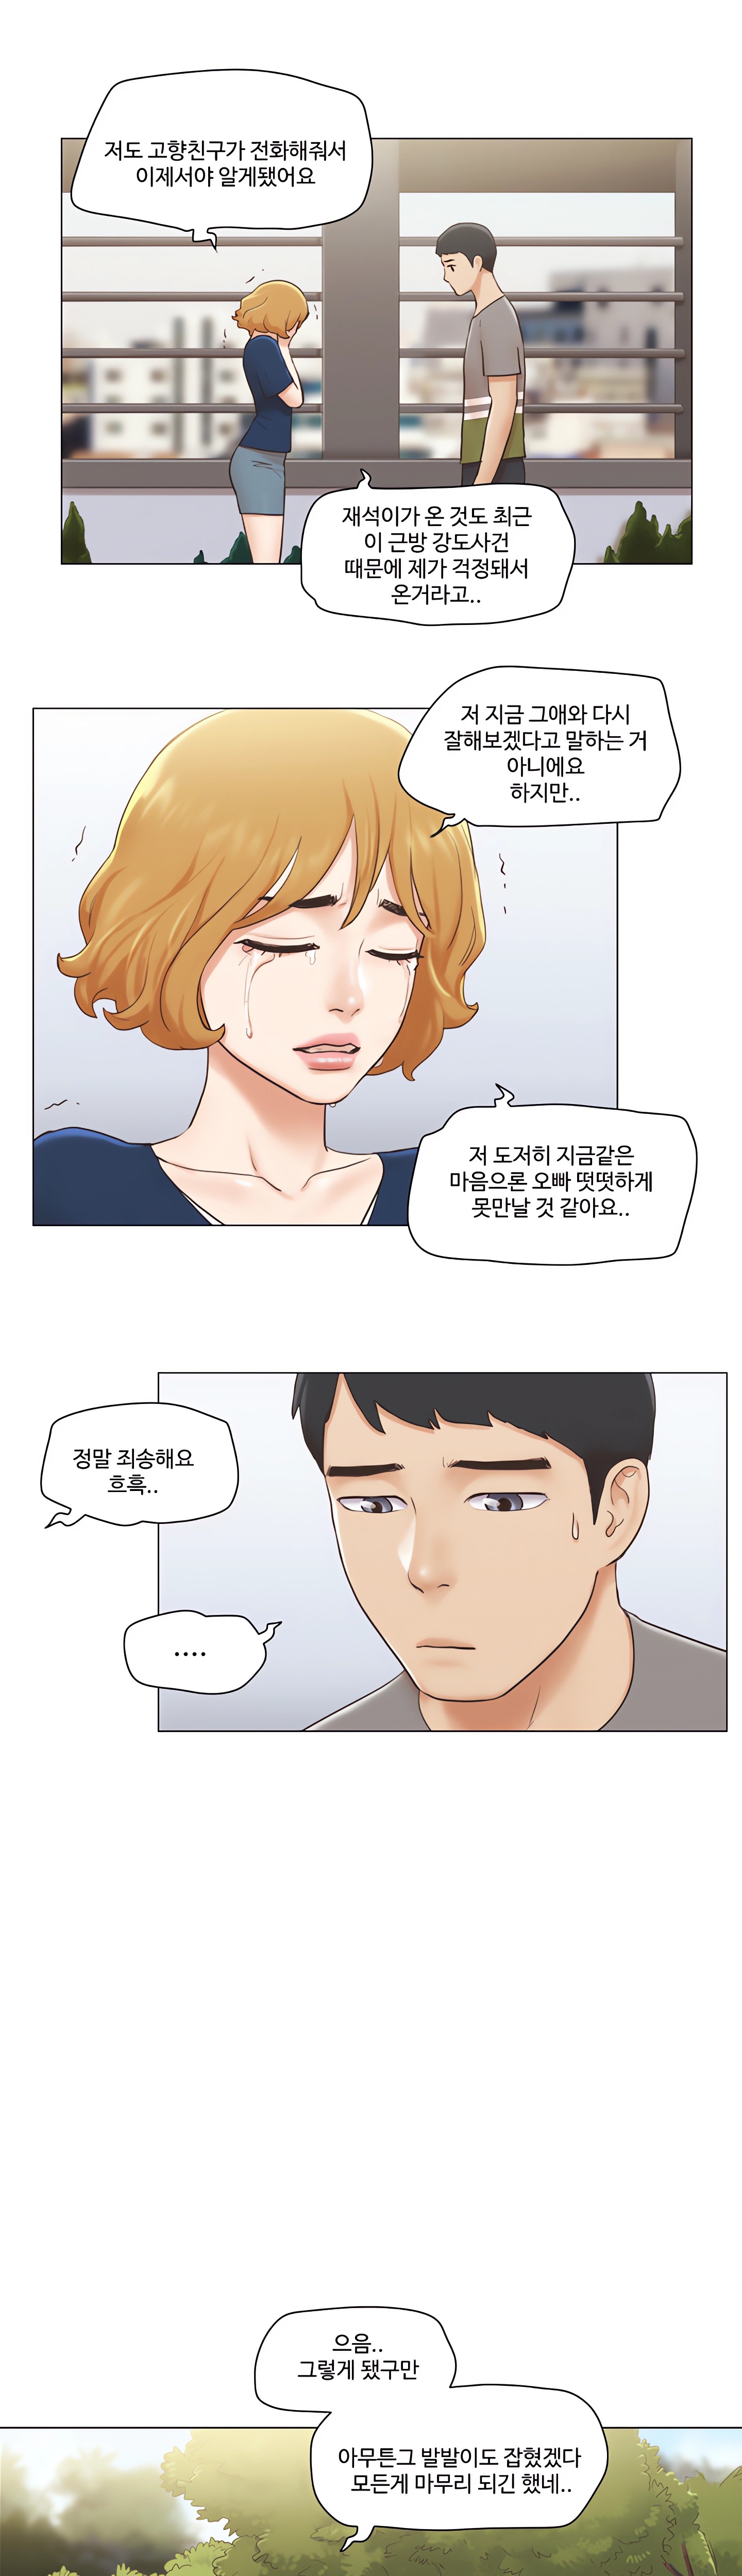 저도 고향친구가 전화해줘서
이제서야 알게됐어요
재석이가 온 것도 최근
이 근방 강도사건
때문에 제가 걱정돼서
온거라고..
저 지금 그애와 다시
잘해보겠다고 말하는 거
아니에요
하지만..
저 도저히 지금같은
마음으론 오빠 떳떳하게
못만날 것 같아요..
정말 죄송해요
흐흑..
....
으음..
그렇게 됐구만
아무튼그 발발이도 잡혔겠다
모든게 마무리 되긴 했네..